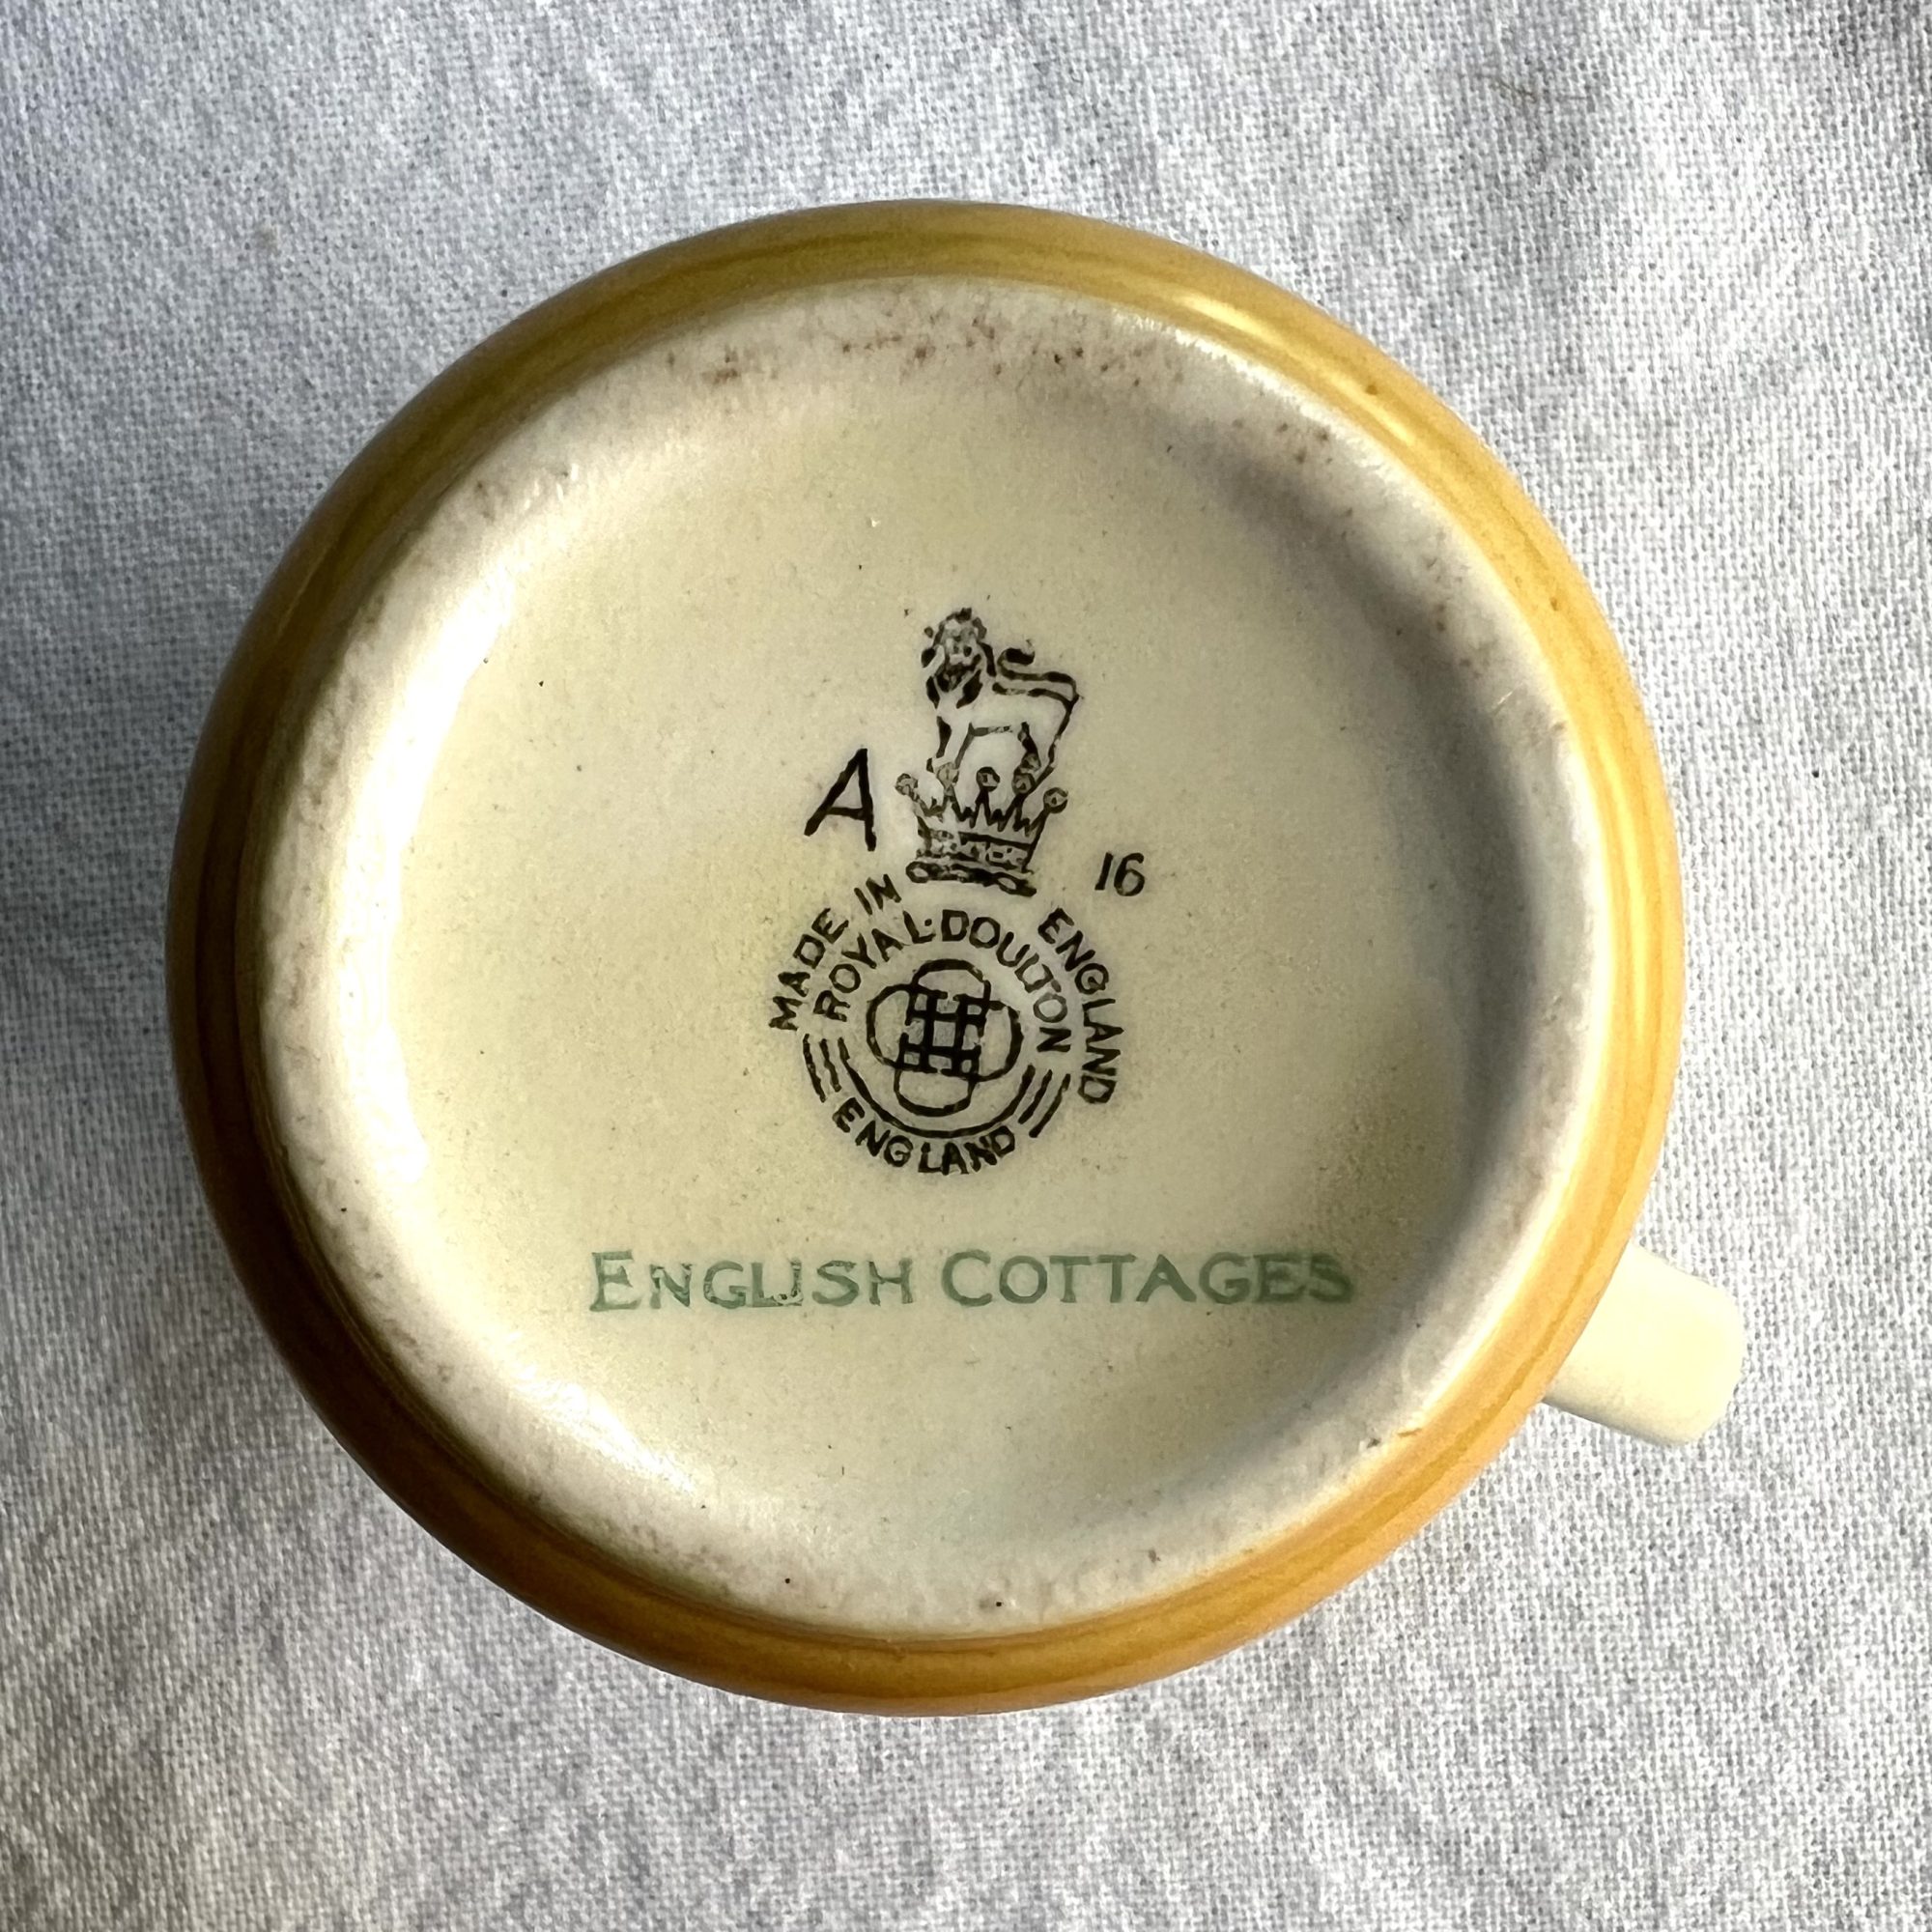 A
16
MADE IN ENGLAND
ROYAL·DOULTON
ENGLAND
ENGLISH COTTAGES